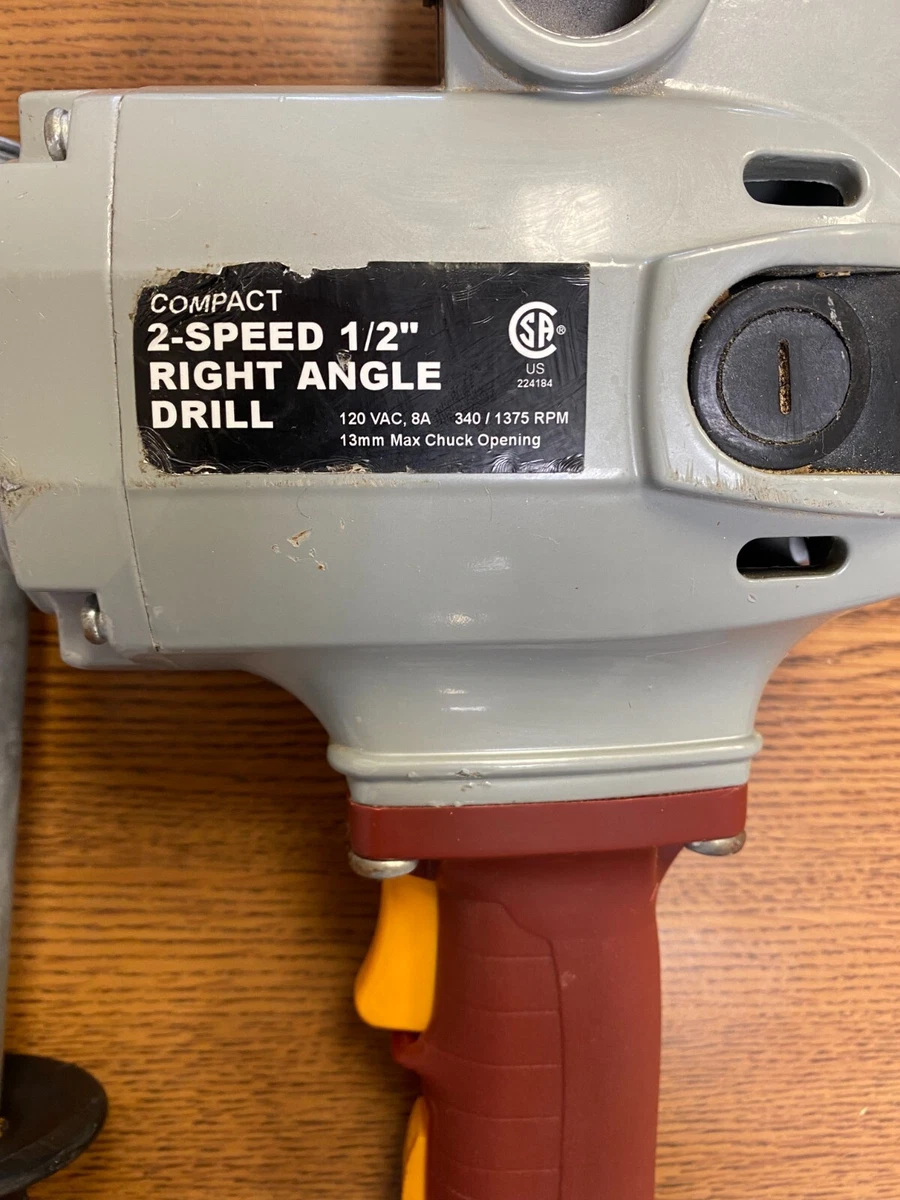 COMPACT
2-SPEED 1/2"
RIGHT ANGLE
DRILL
120 VAC, 8A 340 / 1375 RPM
13mm Max Chuck Opening
CSA®
US
224184